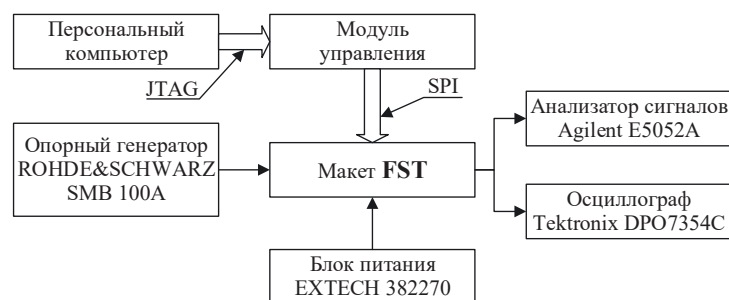 Персональный
компьютер
Модуль
управления
JTAG
SPI
Опорный генератор
ROHDE&SCHWARZ
SMB 100A
Макет FST
Анализатор сигналов
Agilent E5052A
Осциллограф
Tektronix DPO7354C
Блок питания
EXTECH 382270